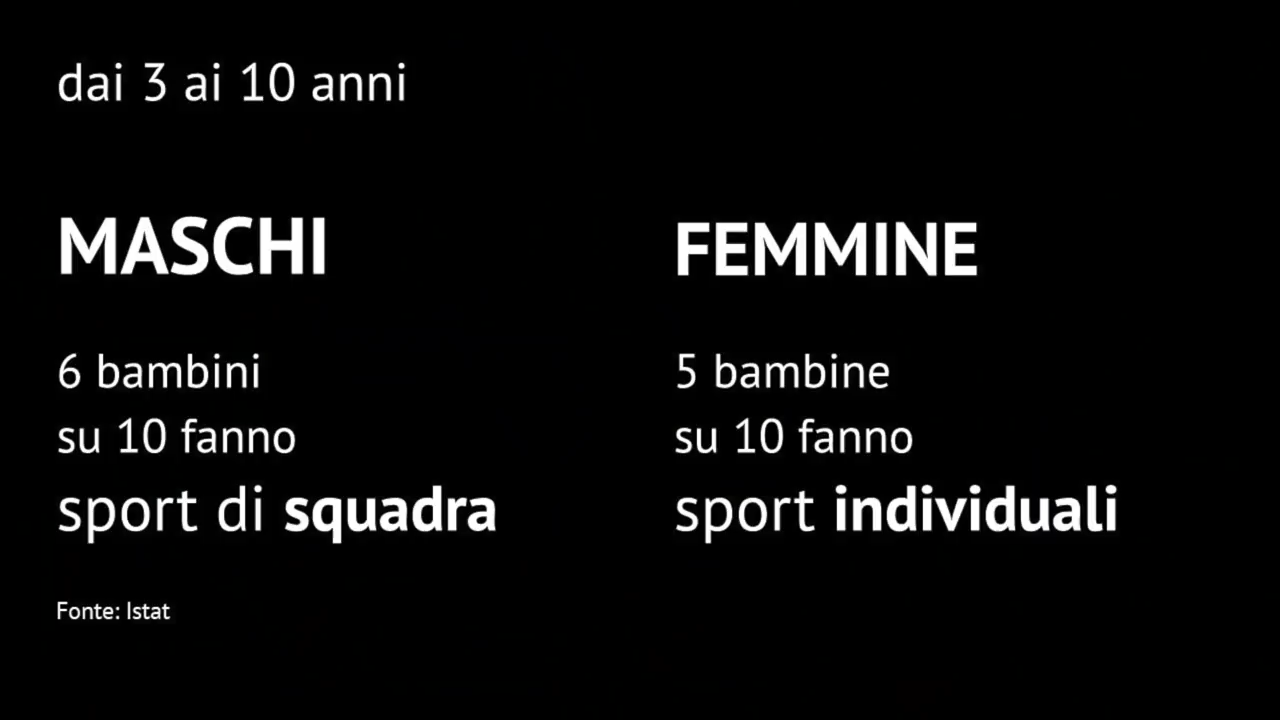 dai 3 ai 10 anni
MASCHI
6 bambini
su 10 fanno
sport di squadra
FEMMINE
5 bambine
su 10 fanno
sport individuali
Fonte: Istat